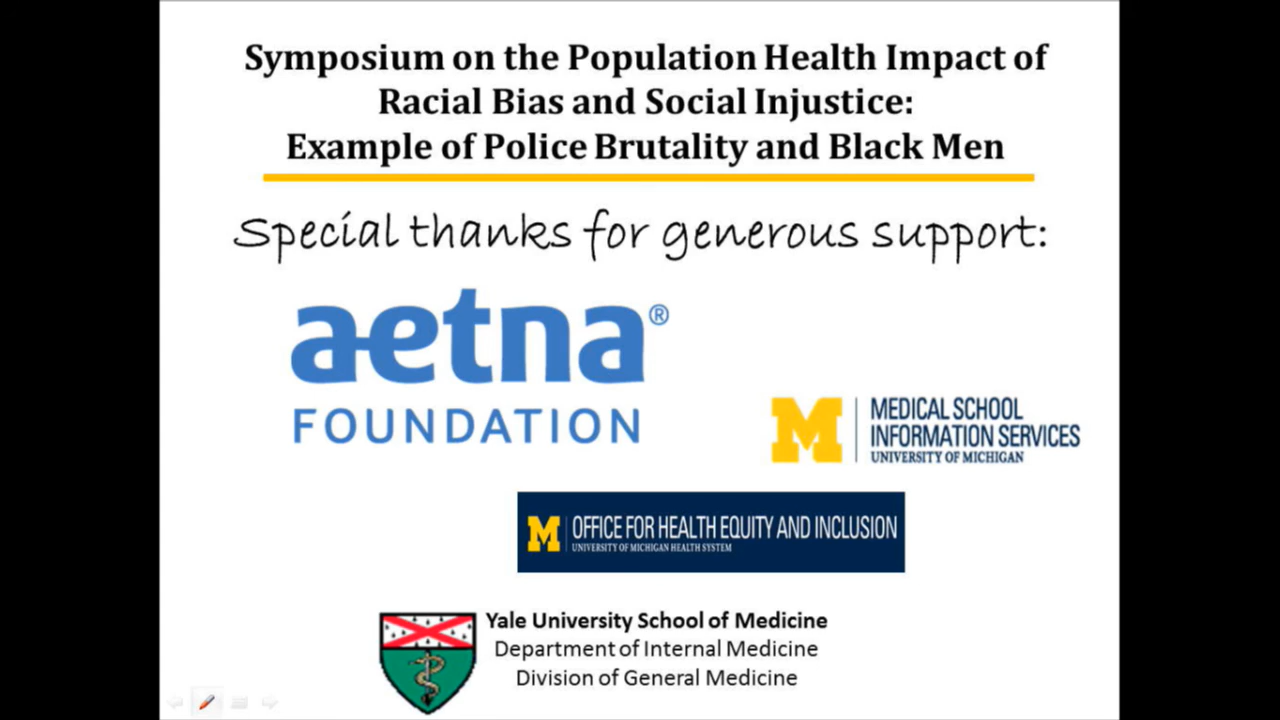 Symposium on the Population Health Impact of
Racial Bias and Social Injustice:
Example of Police Brutality and Black Men
Special thanks for generous support:
aetna®
FOUNDATION
M MEDICAL SCHOOL
INFORMATION SERVICES
UNIVERSITY OF MICHIGAN
M OFFICE FOR HEALTH EQUITY AND INCLUSION
UNIVERSITY OF MICHIGAN HEALTH SYSTEM
Yale University School of Medicine
Department of Internal Medicine
Division of General Medicine